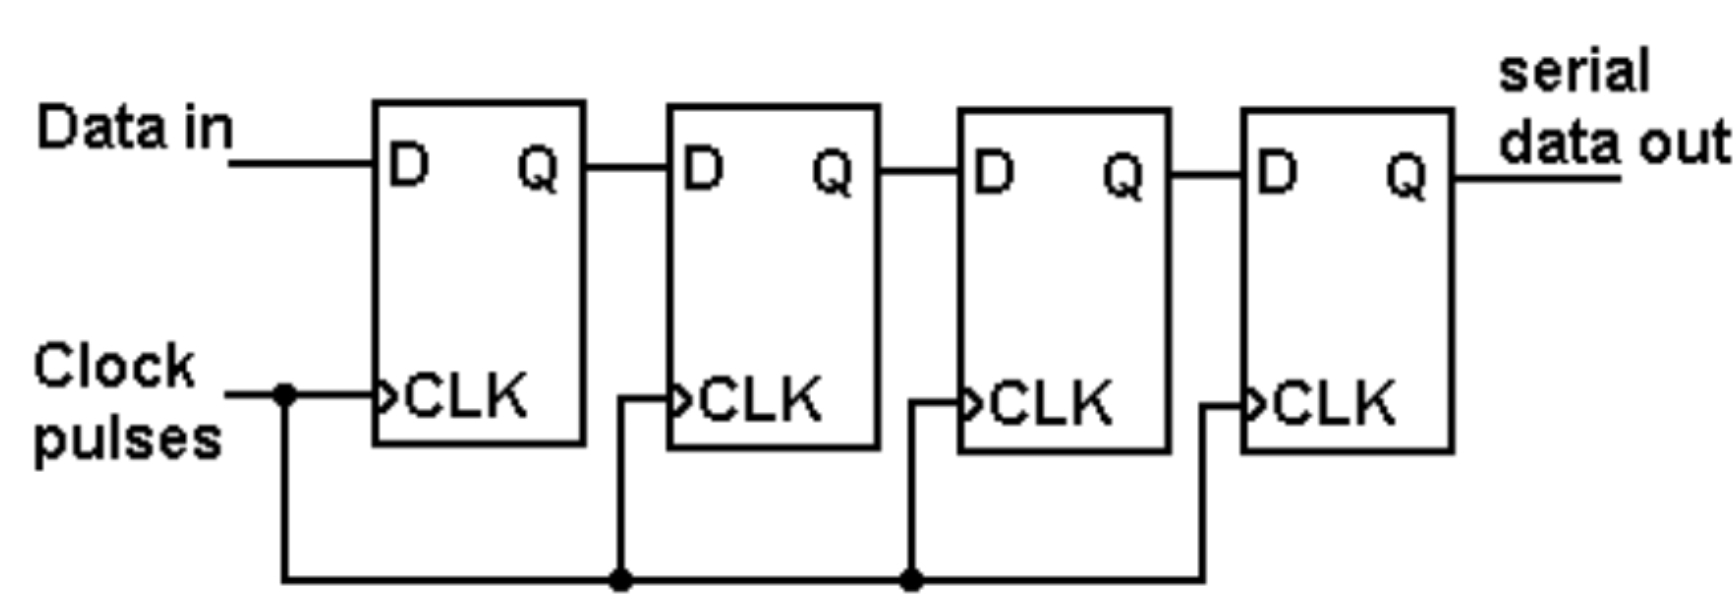 serial
Data in
data out
D Q D Q D Q D Q
Clock
CLK CLK CLK CLK
pulses